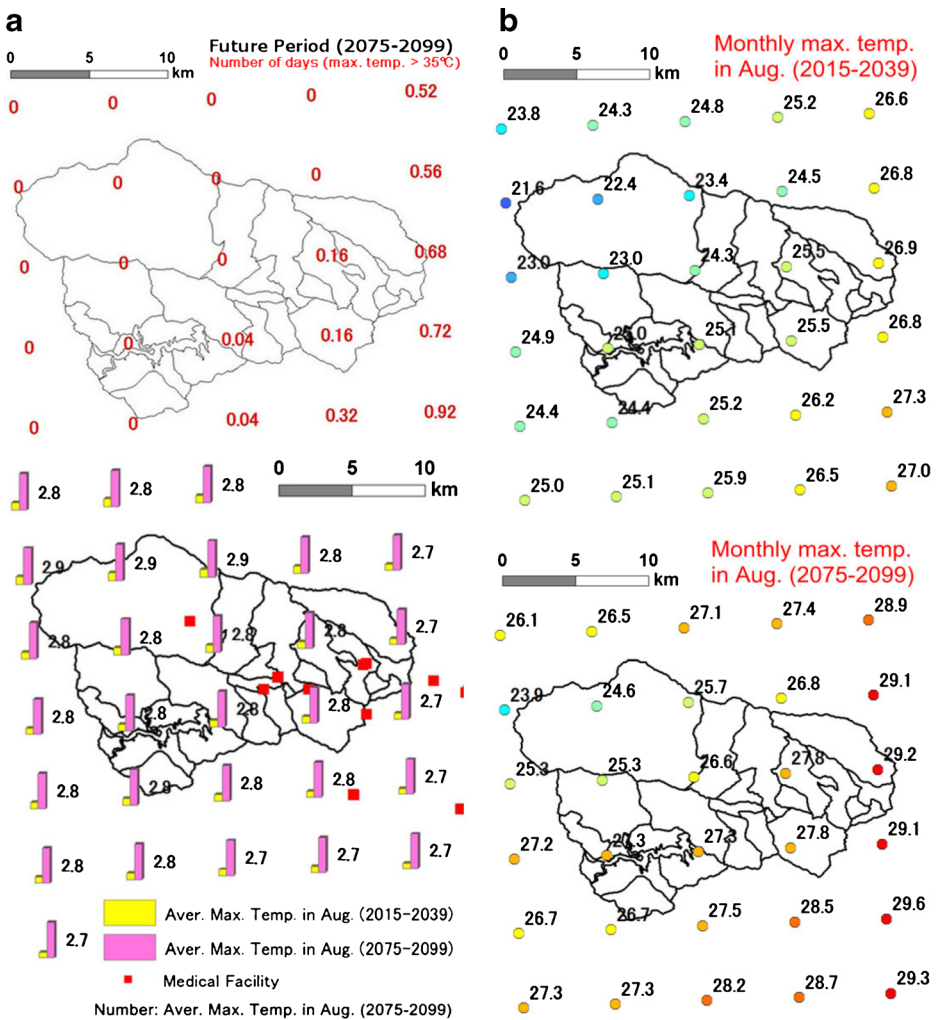 a
0 5 10
km
Future Period (2075-2099)
Number of days (max. temp. > 35℃)
0 0 0 0 0.52
0 0 0 0 0.56
0 0 0 0.16 0.68
0 0 0.04 0.16 0.72
0 0 0.04 0.32 0.92
0 5 10
km
2.8 2.8 2.8
2.9 2.9 2.9 2.8 2.7
2.8 2.8 2.8 2.8 2.7
2.8 2.8 2.8 2.8 2.7
2.8 2.8 2.8 2.8 2.7
2.8 2.8 2.7 2.7 2.7
2.7
Aver. Max. Temp. in Aug. (2015-2039)
Aver. Max. Temp. in Aug. (2075-2099)
Medical Facility
Number: Aver. Max. Temp. in Aug. (2075-2099)
b
0 5 10
km
Monthly max. temp.
in Aug. (2015-2039)
23.8 24.3 24.8 25.2 26.6
21.6 22.4 23.4 24.5 26.8
23.0 23.0 24.3 25.5 26.9
24.9 25.1 25.5 26.8
24.4 24.4 25.2 26.2 27.3
25.0 25.1 25.9 26.5 27.0
0 5 10
km
Monthly max. temp.
in Aug. (2075-2099)
26.1 26.5 27.1 27.4 28.9
23.9 24.6 25.7 26.8 29.1
25.3 25.3 26.6 27.8 29.2
27.2 27.3 27.8 29.1
26.7 26.7 27.5 28.5 29.6
27.3 27.3 28.2 28.7 29.3